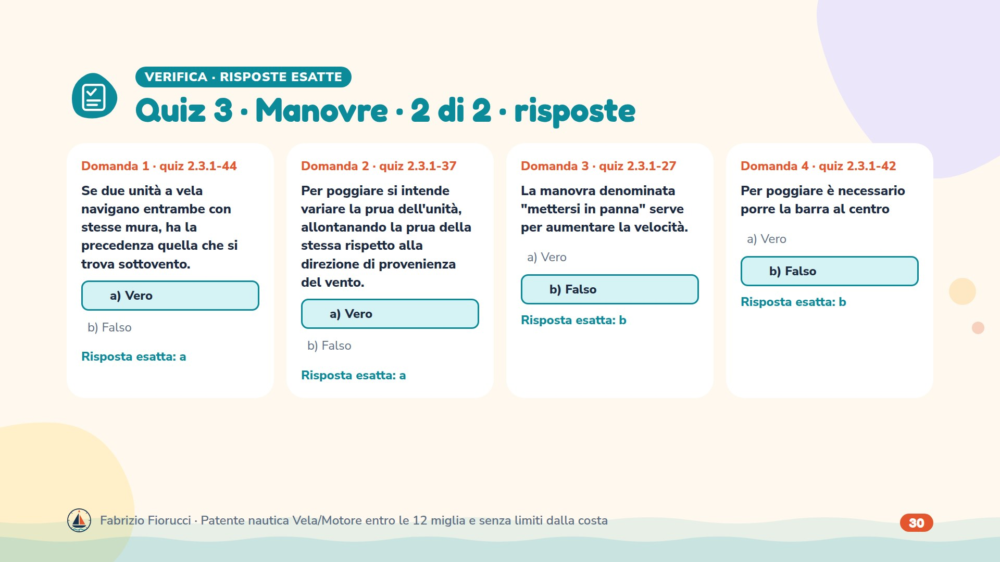 VERIFICA · RISPOSTE ESATTE
Quiz 3 · Manovre · 2 di 2 · risposte
Domanda 1 · quiz 2.3.1-44
Se due unità a vela
navigano entrambe con
stesse mura, ha la
precedenza quella che si
trova sottovento.
a) Vero
b) Falso
Risposta esatta: a
Domanda 2 · quiz 2.3.1-37
Per poggiare si intende
variare la prua dell'unità,
allontanando la prua della
stessa rispetto alla
direzione di provenienza
del vento.
a) Vero
b) Falso
Risposta esatta: a
Domanda 3 · quiz 2.3.1-27
La manovra denominata
"mettersi in panna" serve
per aumentare la velocità.
a) Vero
b) Falso
Risposta esatta: b
Domanda 4 · quiz 2.3.1-42
Per poggiare è necessario
porre la barra al centro
a) Vero
b) Falso
Risposta esatta: b
Fabrizio Fiorucci · Patente nautica Vela/Motore entro le 12 miglia e senza limiti dalla costa
30